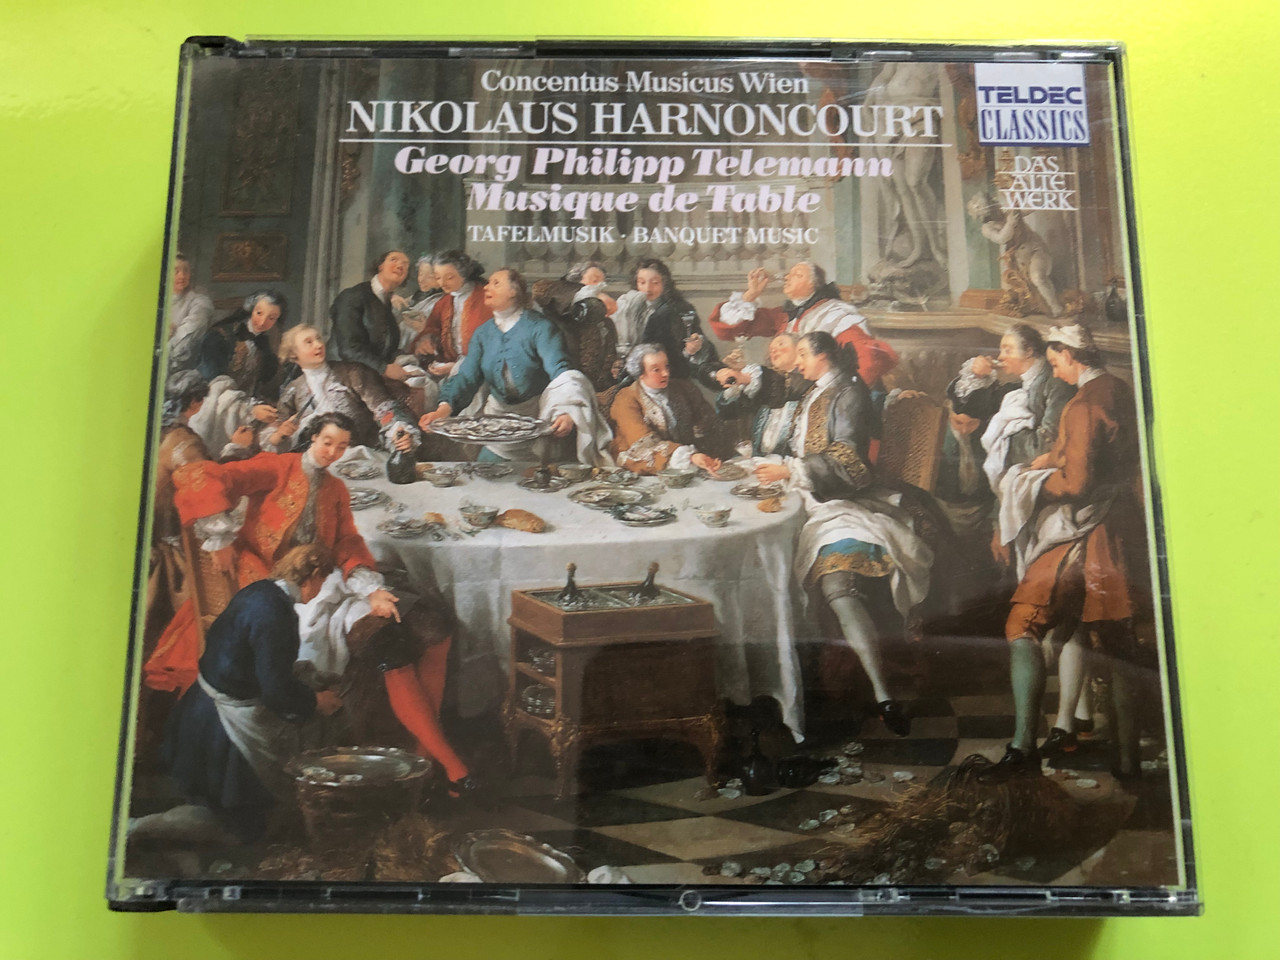 Concentus Musicus Wien
NIKOLAUS HARNONCOURT
Georg Philipp Telemann
Musique de Table
TAFELMUSIK · BANQUET MUSIC
TELDEC
CLASSICS
DAS
ALTE
WERK